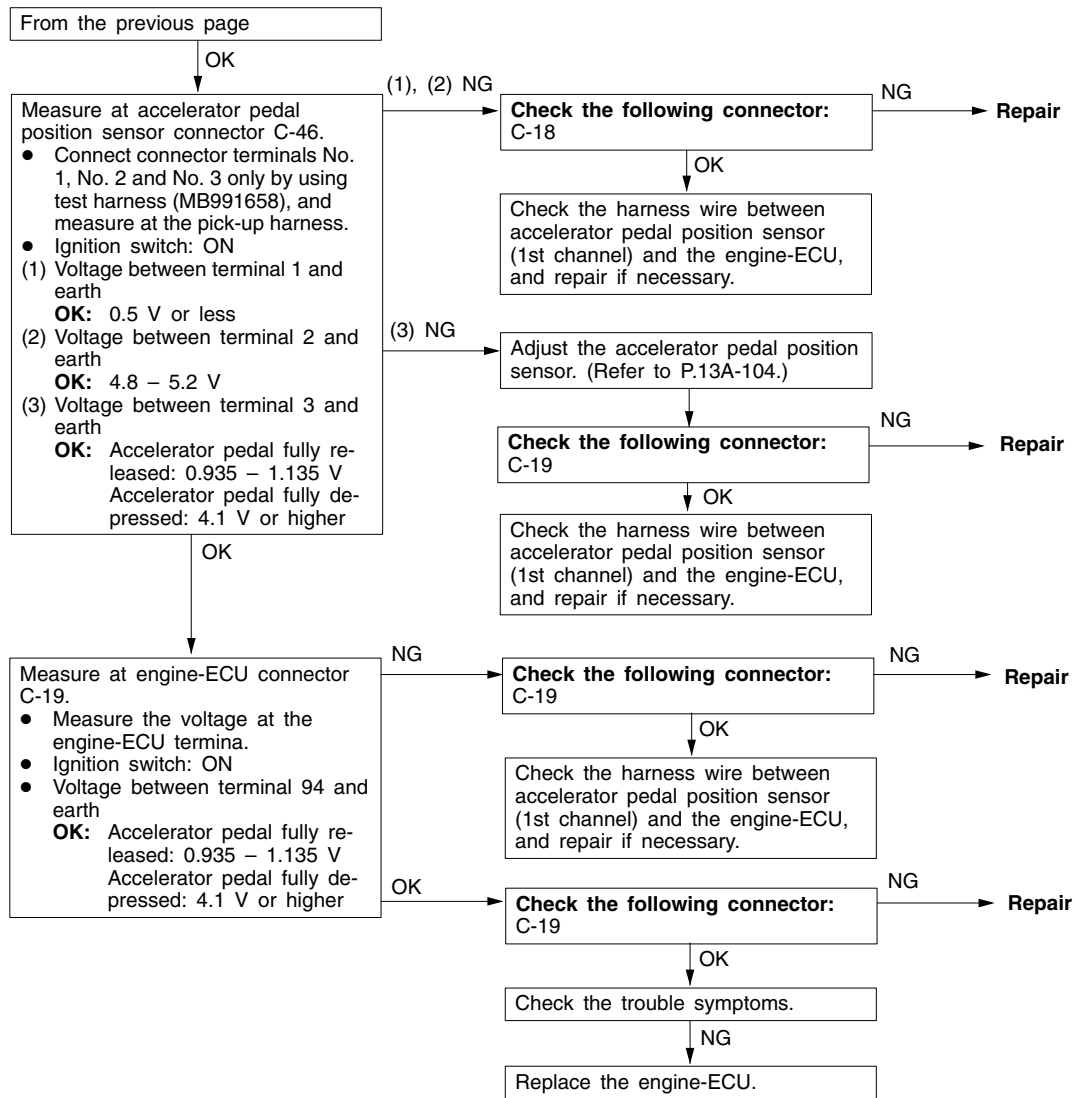 From the previous page
OK
Measure at accelerator pedal
position sensor connector C-46.
● Connect connector terminals No.
1, No. 2 and No. 3 only by using
test harness (MB991658), and
measure at the pick-up harness.
● Ignition switch: ON
(1) Voltage between terminal 1 and
earth
OK: 0.5 V or less
(2) Voltage between terminal 2 and
earth
OK: 4.8 – 5.2 V
(3) Voltage between terminal 3 and
earth
OK: Accelerator pedal fully re-
leased: 0.935 – 1.135 V
Accelerator pedal fully de-
pressed: 4.1 V or higher
(1), (2) NG
Check the following connector:
C-18
NG
Repair
OK
Check the harness wire between
accelerator pedal position sensor
(1st channel) and the engine-ECU,
and repair if necessary.
(3) NG
Adjust the accelerator pedal position
sensor. (Refer to P.13A-104.)
Check the following connector:
C-19
NG
Repair
OK
Check the harness wire between
accelerator pedal position sensor
(1st channel) and the engine-ECU,
and repair if necessary.
OK
Measure at engine-ECU connector
C-19.
● Measure the voltage at the
engine-ECU termina.
● Ignition switch: ON
● Voltage between terminal 94 and
earth
OK: Accelerator pedal fully re-
leased: 0.935 – 1.135 V
Accelerator pedal fully de-
pressed: 4.1 V or higher
NG
Check the following connector:
C-19
NG
Repair
OK
Check the harness wire between
accelerator pedal position sensor
(1st channel) and the engine-ECU,
and repair if necessary.
OK
Check the following connector:
C-19
NG
Repair
OK
Check the trouble symptoms.
NG
Replace the engine-ECU.